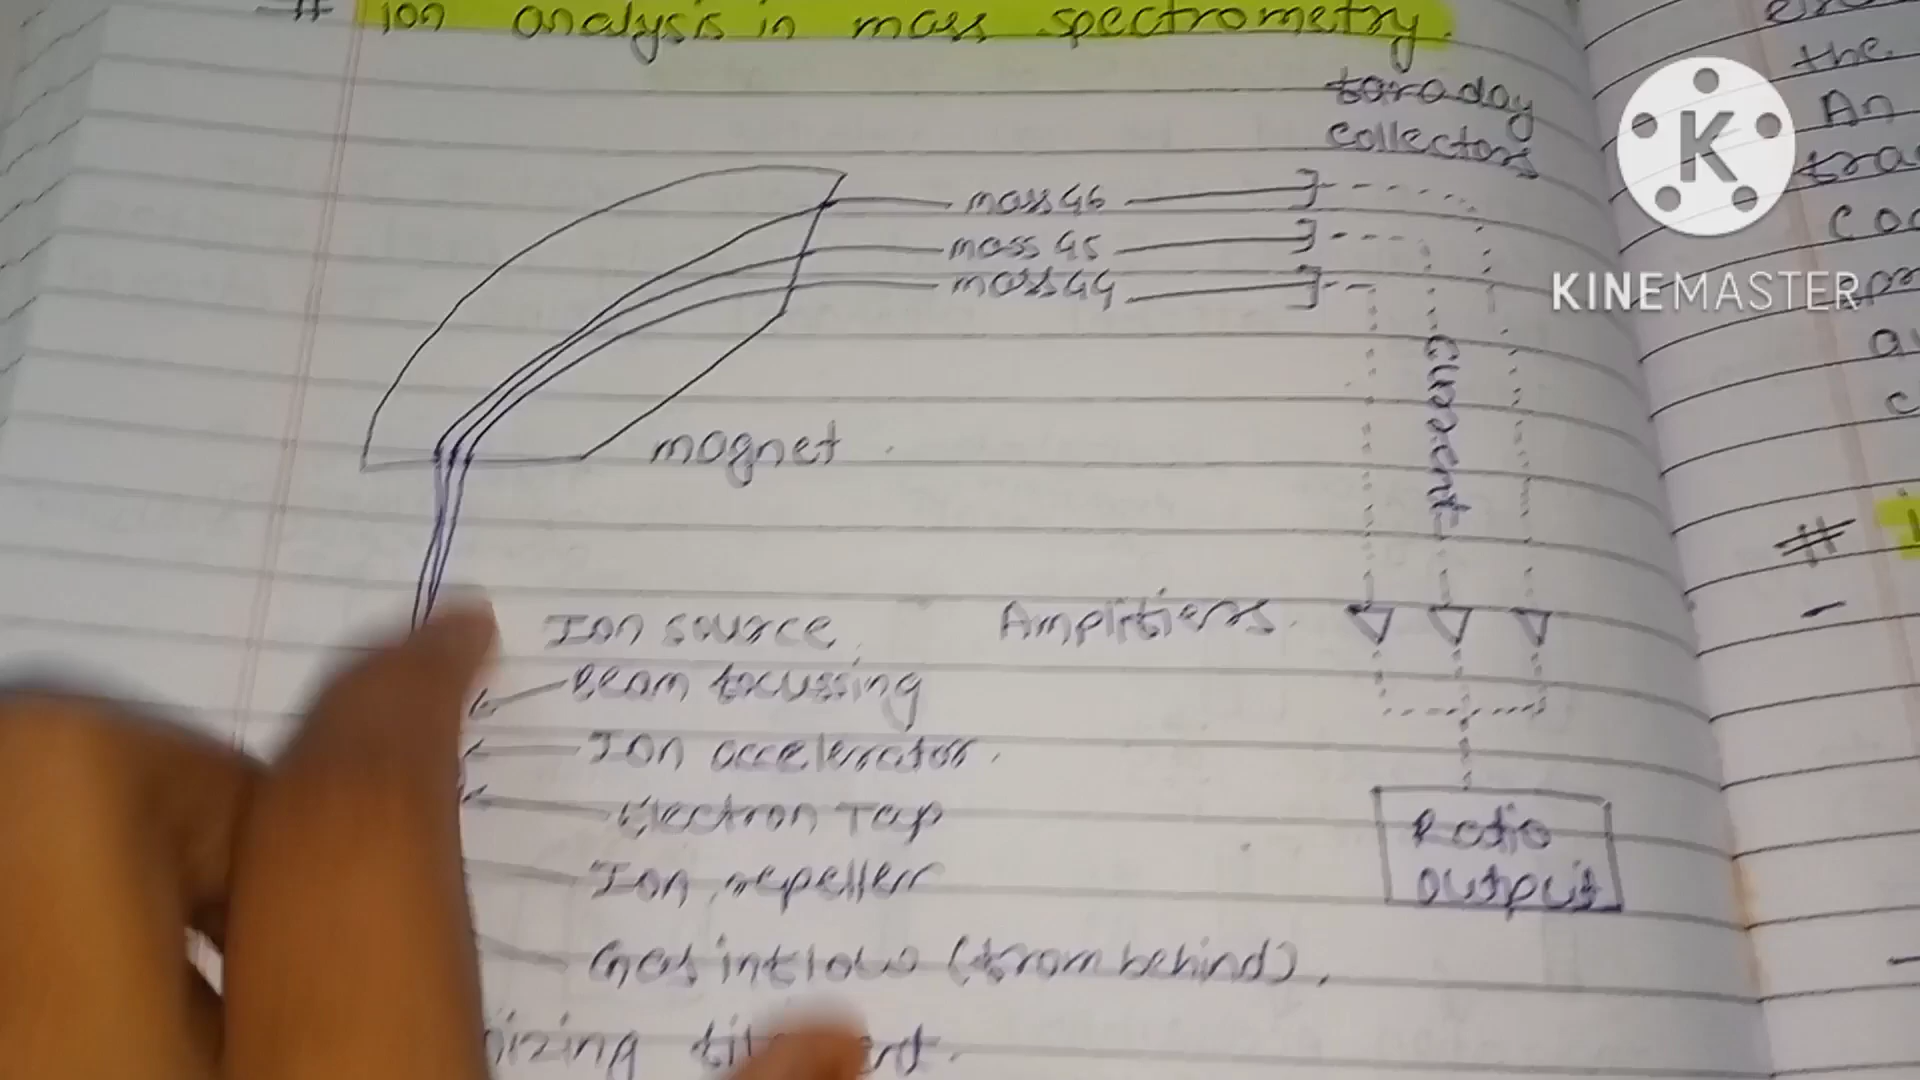 # Ion analysis in mass spectrometry.
faraday
collectors
mass 46
mass 45
mass 44
current
magnet
Ion source
Amplifiers.
Beam focussing
Ion accelerator.
Electron Tap
Ion repeller
Gas inflow (from behind).
Ratio
output
KINEMASTER
the
An
#